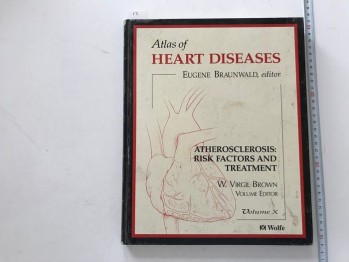 Atlas of
HEART DISEASES
EUGENE BRAUNWALD, editor
ATHEROSCLEROSIS:
RISK FACTORS AND
TREATMENT
W. VIRGIL BROWN
VOLUME EDITOR
Volume X
Wolfe